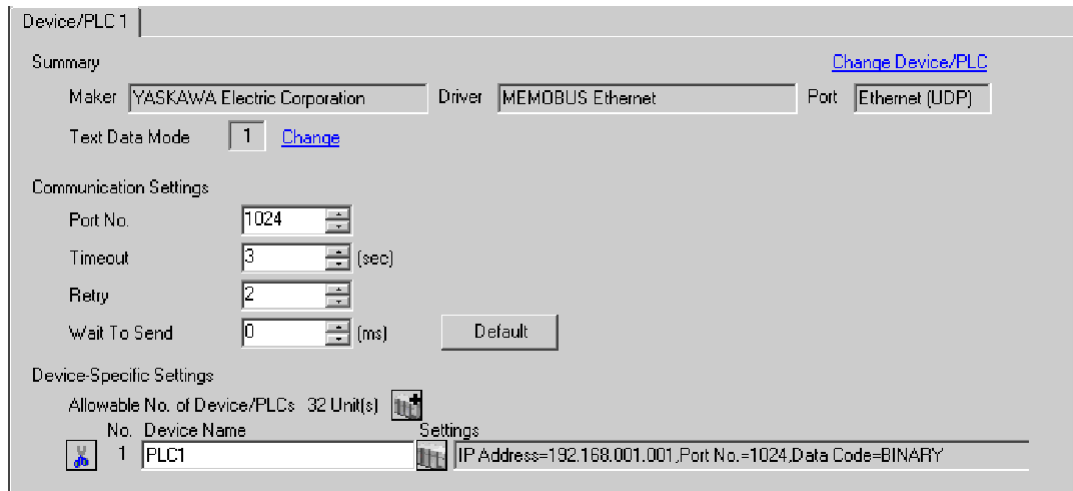 Device/PLC 1
Summary
Change Device/PLC
Maker YASKAWA Electric Corporation Driver MEMOBUS Ethernet Port Ethernet (UDP)
Text Data Mode 1 Change
Communication Settings
Port No. 1024
Timeout 3 (sec)
Retry 2
Wait To Send 0 (ms) Default
Device-Specific Settings
Allowable No. of Device/PLCs 32 Unit(s)
No. Device Name Settings
1 PLC1 IP Address=192.168.001.001,Port No.=1024,Data Code=BINARY